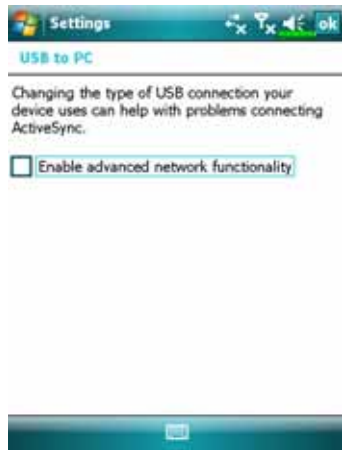 Settings
ok
USB to PC
Changing the type of USB connection your
device uses can help with problems connecting
ActiveSync.
Enable advanced network functionality